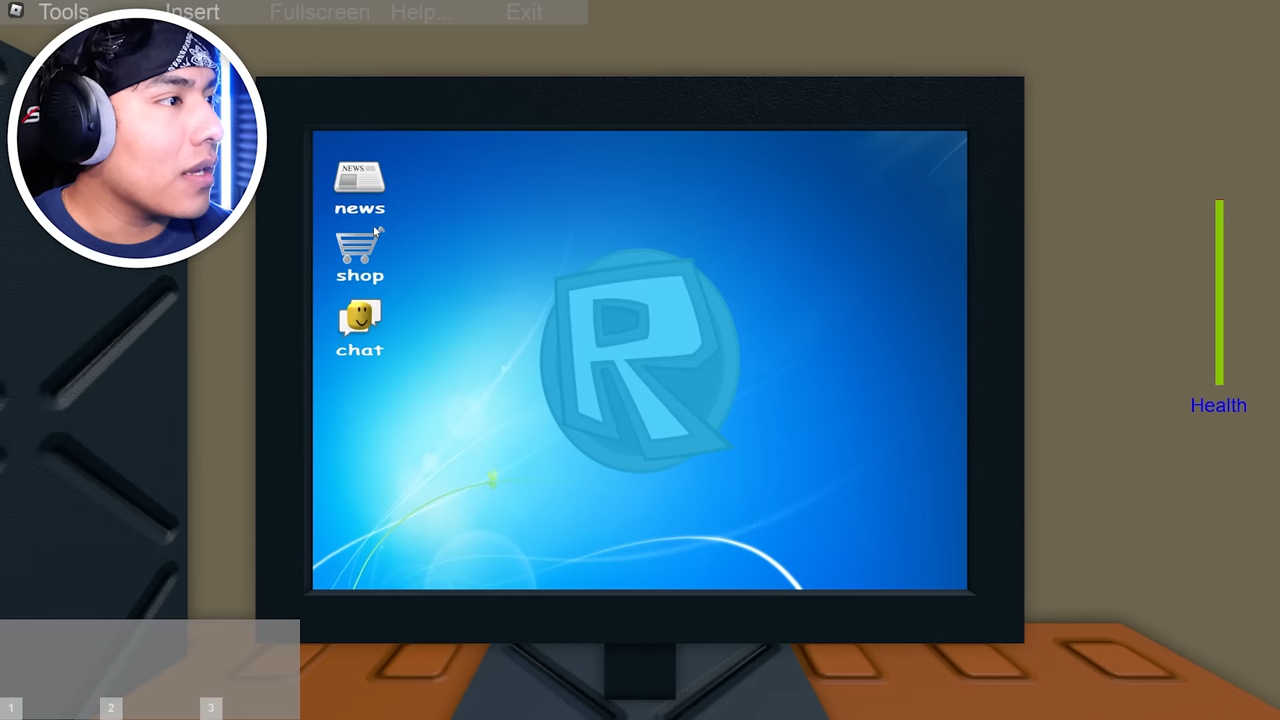 Tools Insert Fullscreen Help... Exit
NEWS
news
shop
chat
R
Health
1 2 3